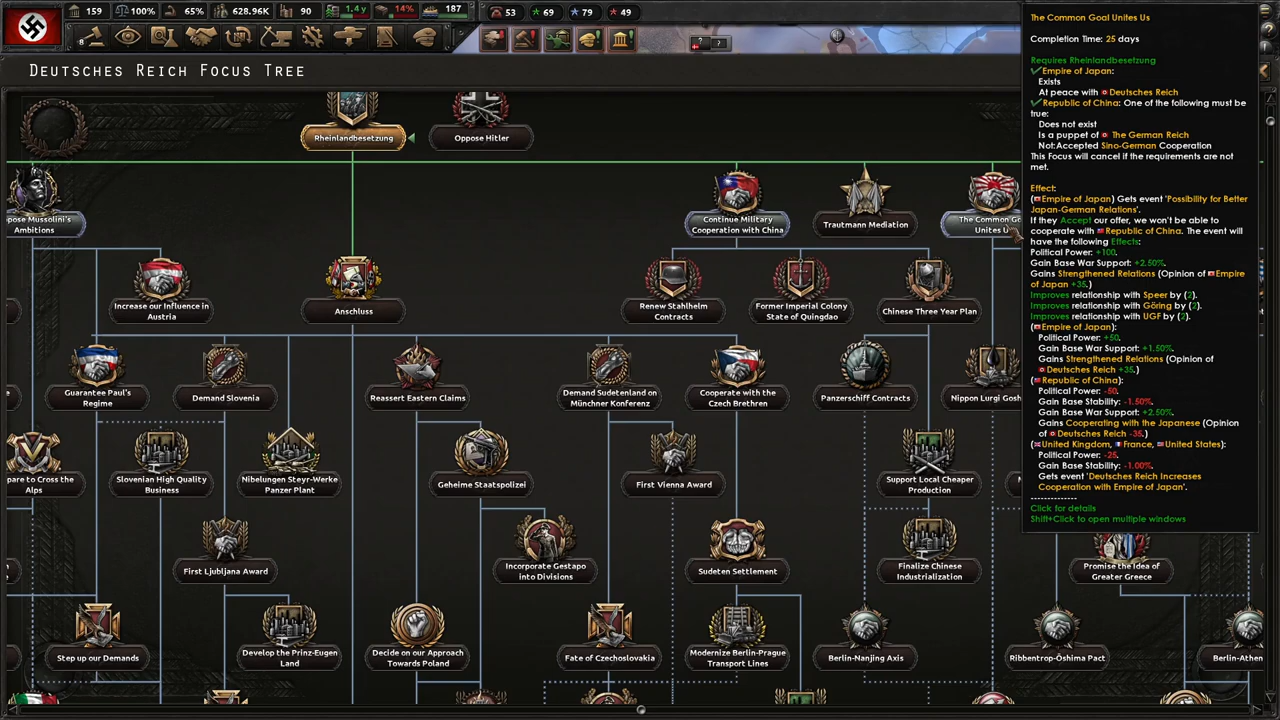 159
100%
65%
628.96K
90
1.4y
14%
187
53
69
79
49
8
?
?
Deutsches Reich Focus Tree
Rheinlandbesetzung
Oppose Hitler
pose Mussolini's
Ambitions
Continue Military
Cooperation with China
Trautmann Mediation
The Common Go
Unites U
Increase our Influence in
Austria
Anschluss
Renew Stahlhelm
Contracts
Former Imperial Colony
State of Quingdao
Chinese Three Year Plan
Guarantee Paul's
Regime
Demand Slovenia
Reassert Eastern Claims
Demand Sudetenland on
Münchner Konferenz
Cooperate with the
Czech Brethren
Panzerschiff Contracts
Nippon Lurgi Gosh
pare to Cross the
Alps
Slovenian High Quality
Business
Nibelungen Steyr-Werke
Panzer Plant
Geheime Staatspolizei
First Vienna Award
Support Local Cheaper
Production
First Ljubljana Award
Incorporate Gestapo
into Divisions
Sudeten Settlement
Finalize Chinese
Industrialization
Promise the Idea of
Greater Greece
Step up our Demands
Develop the Prinz-Eugen
Land
Decide on our Approach
Towards Poland
Fate of Czechoslovakia
Modernize Berlin-Prague
Transport Lines
Berlin-Nanjing Axis
Ribbentrop-Ōshima Pact
Berlin-Athen
The Common Goal Unites Us
Completion Time: 25 days
Requires Rheinlandbesetzung
Empire of Japan:
Exists
At peace with Deutsches Reich
Republic of China: One of the following must be
true:
Does not exist
Is a puppet of The German Reich
Not:Accepted Sino-German Cooperation
This Focus will cancel if the requirements are not
met.
Effect:
(Empire of Japan) Gets event 'Possibility for Better
Japan-German Relations'.
If they Accept our offer, we won't be able to
cooperate with Republic of China. The event will
have the following Effects:
Political Power: +100
Gain Base War Support: +2.50%.
Gains Strengthened Relations (Opinion of Empire
of Japan +35.)
Improves relationship with Speer by (2).
Improves relationship with Göring by (2).
Improves relationship with UGF by (2).
(Empire of Japan):
Political Power: +50
Gain Base War Support: +1.50%.
Gains Strengthened Relations (Opinion of
Deutsches Reich +35.)
(Republic of China):
Political Power: -50
Gain Base Stability: -1.50%.
Gain Base War Support: +2.50%.
Gains Cooperating with the Japanese (Opinion
of Deutsches Reich -35.)
(United Kingdom, France, United States):
Political Power: -25
Gain Base Stability: -1.00%.
Gets event 'Deutsches Reich Increases
Cooperation with Empire of Japan'.
--------------
Click for details
Shift+Click to open multiple windows